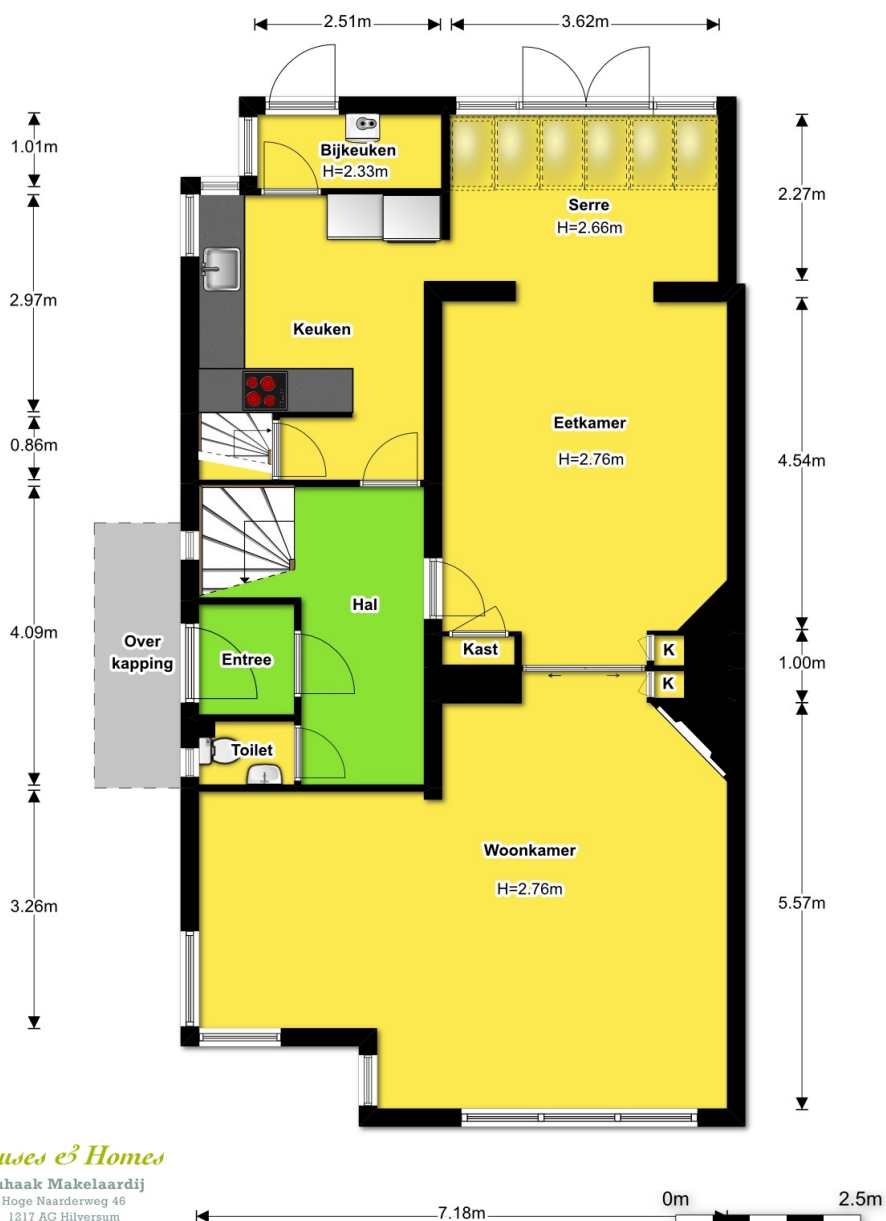 2.51m
3.62m
1.01m
Bijkeuken
H=2.33m
2.27m
Serre
H=2.66m
2.97m
Keuken
Eetkamer
0.86m
H=2.76m
4.54m
Hal
4.09m
Over
kapping
Entree
Kast
K
1.00m
K
Toilet
Woonkamer
H=2.76m
3.26m
5.57m
& Homes
Makelaardij
Hoge Naarderweg 46
1217 AG Hilversum
7.18m
0m
2.5m